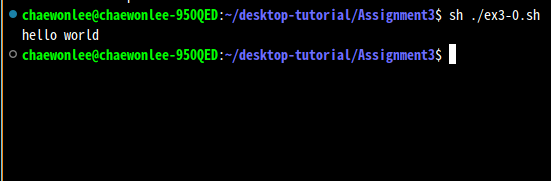 chaewonlee@chaewonlee-950QED:~/desktop-tutorial/Assignment3$ sh ./ex3-0.sh
hello world
chaewonlee@chaewonlee-950QED:~/desktop-tutorial/Assignment3$